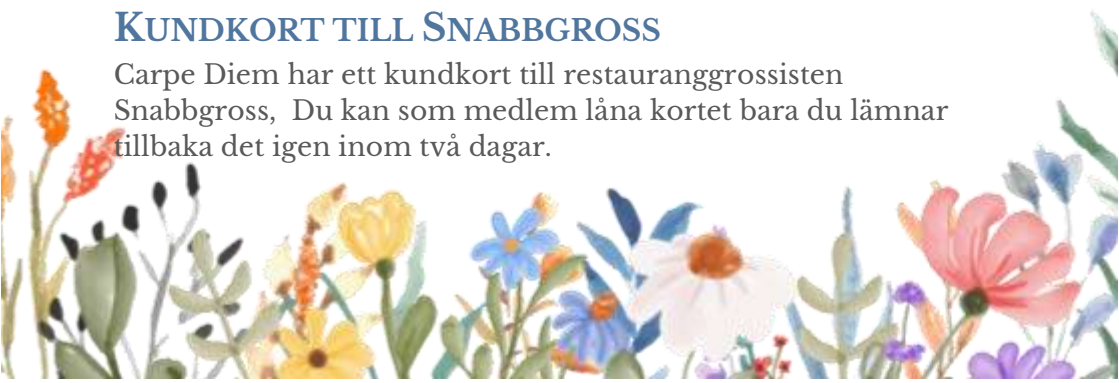 KUNDKORT TILL SNABBGROSS
Carpe Diem har ett kundkort till restauranggrossisten
Snabbgross,  Du kan som medlem låna kortet bara du lämnar
tillbaka det igen inom två dagar.